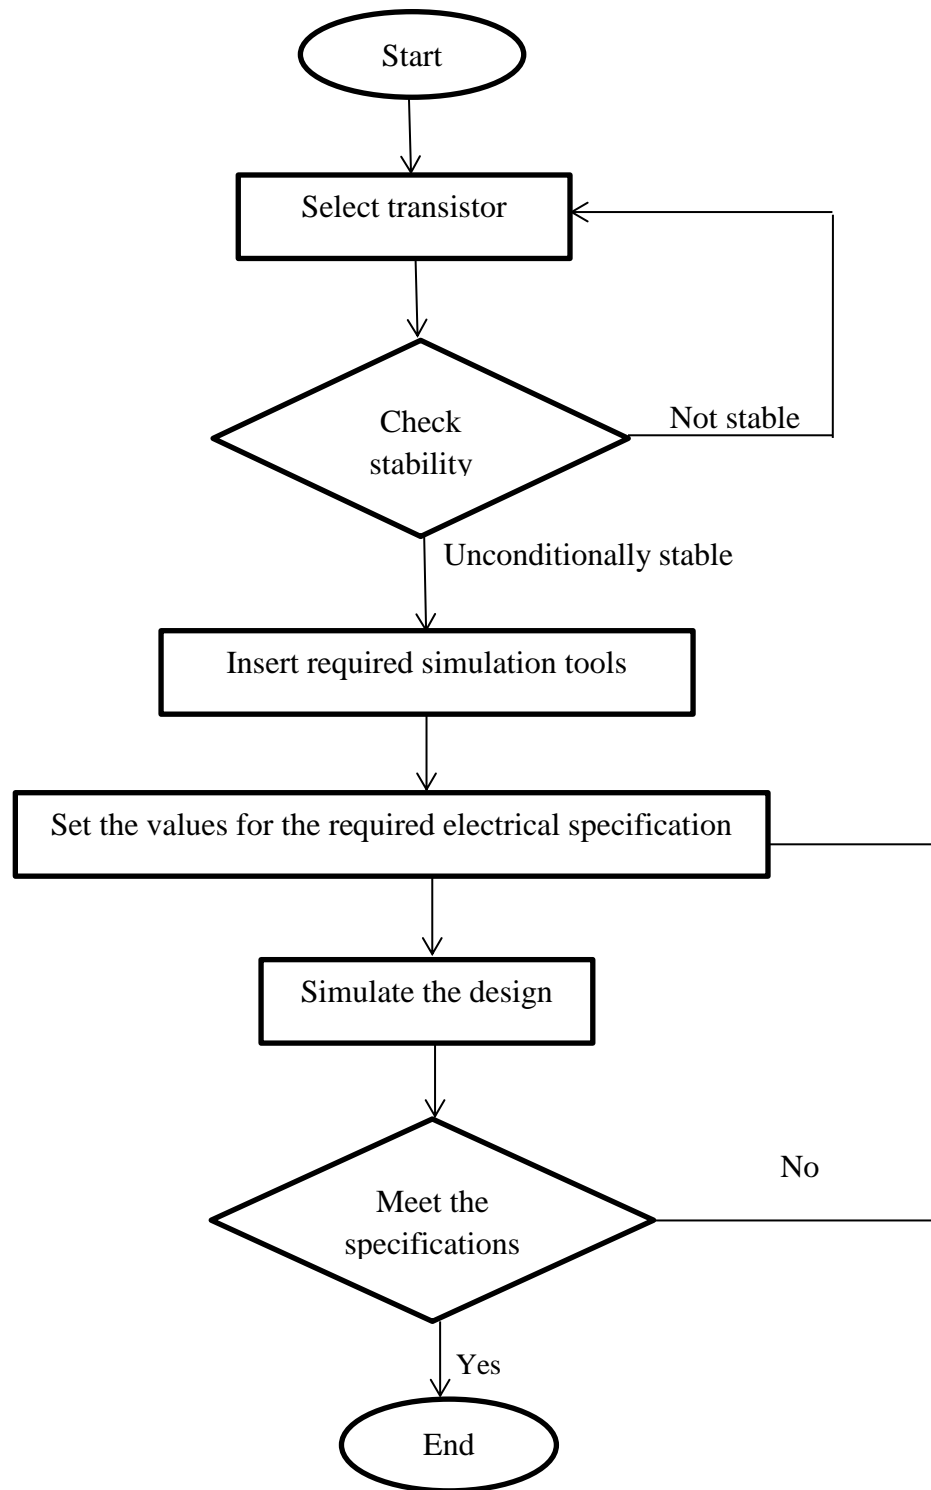 Start
Select transistor
Check
stability
Not stable
Unconditionally stable
Insert required simulation tools
Set the values for the required electrical specification
Simulate the design
Meet the
specifications
No
Yes
End